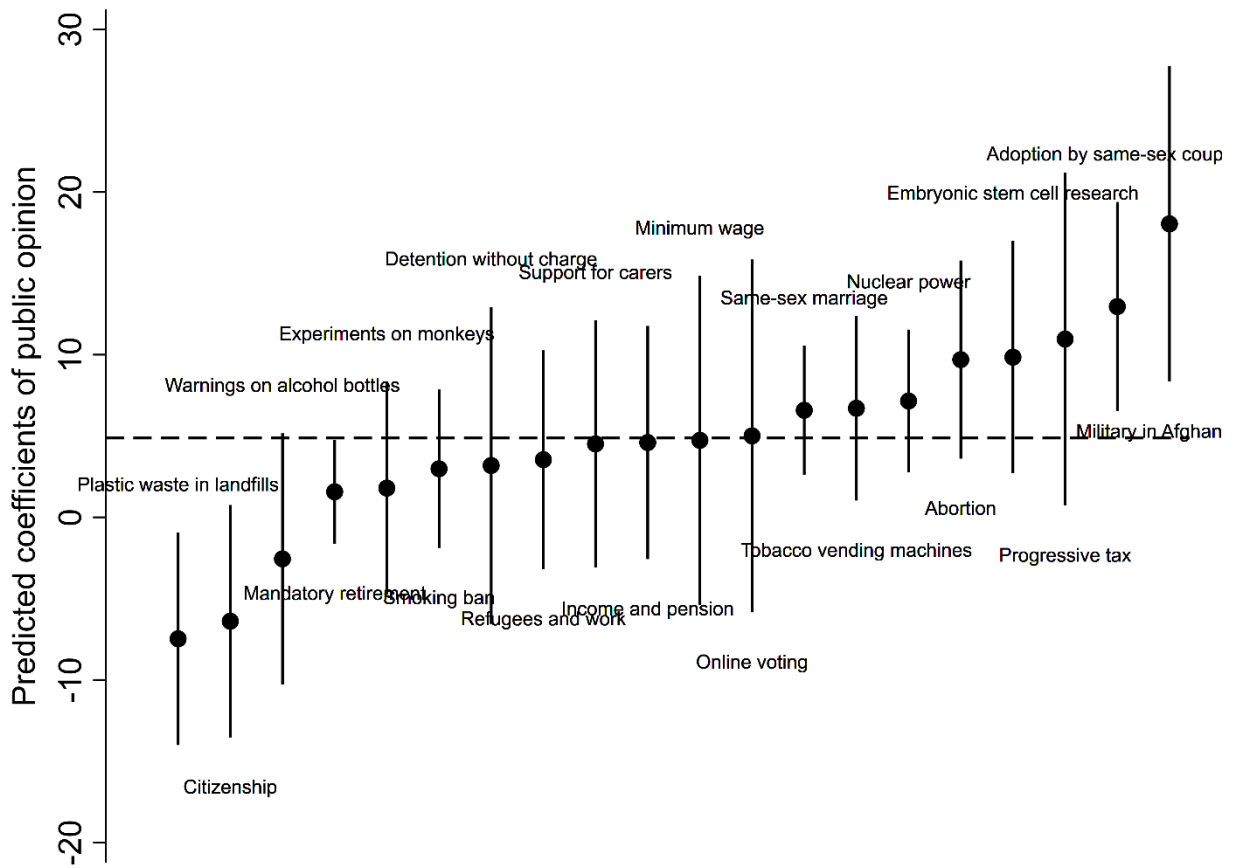 30
Adoption by same-sex coup
20
Embryonic stem cell research
Minimum wage
Detention without charge
Support for carers
Nuclear power
Same-sex marriage
Experiments on monkeys
10
Warnings on alcohol bottles
Military in Afghan
Plastic waste in landfills
Abortion
0
Tobacco vending machines
Progressive tax
Mandatory retirement
Smoking ban
Income and pension
Refugees and work
Online voting
-10
Citizenship
-20
Predicted coefficients of public opinion